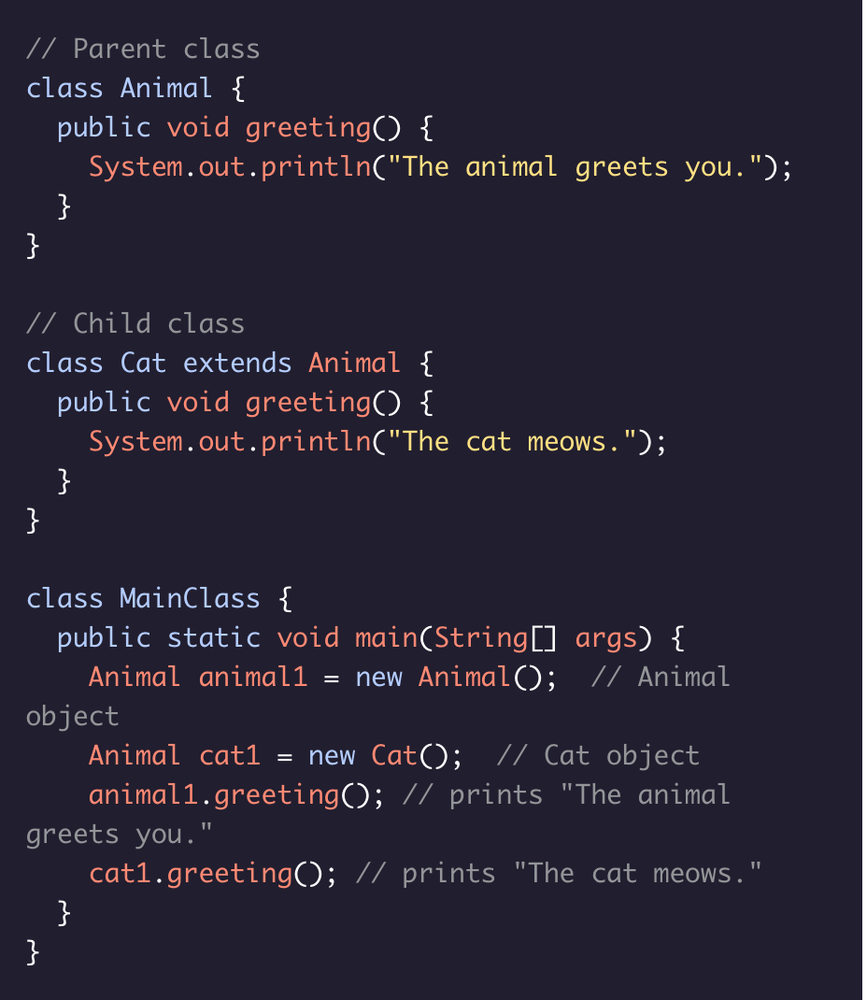 // Parent class
class Animal {
  public void greeting() {
    System.out.println("The animal greets you.");
  }
}

// Child class
class Cat extends Animal {
  public void greeting() {
    System.out.println("The cat meows.");
  }
}

class MainClass {
  public static void main(String[] args) {
    Animal animal1 = new Animal();  // Animal
object
    Animal cat1 = new Cat();  // Cat object
    animal1.greeting(); // prints "The animal
greets you."
    cat1.greeting(); // prints "The cat meows."
  }
}